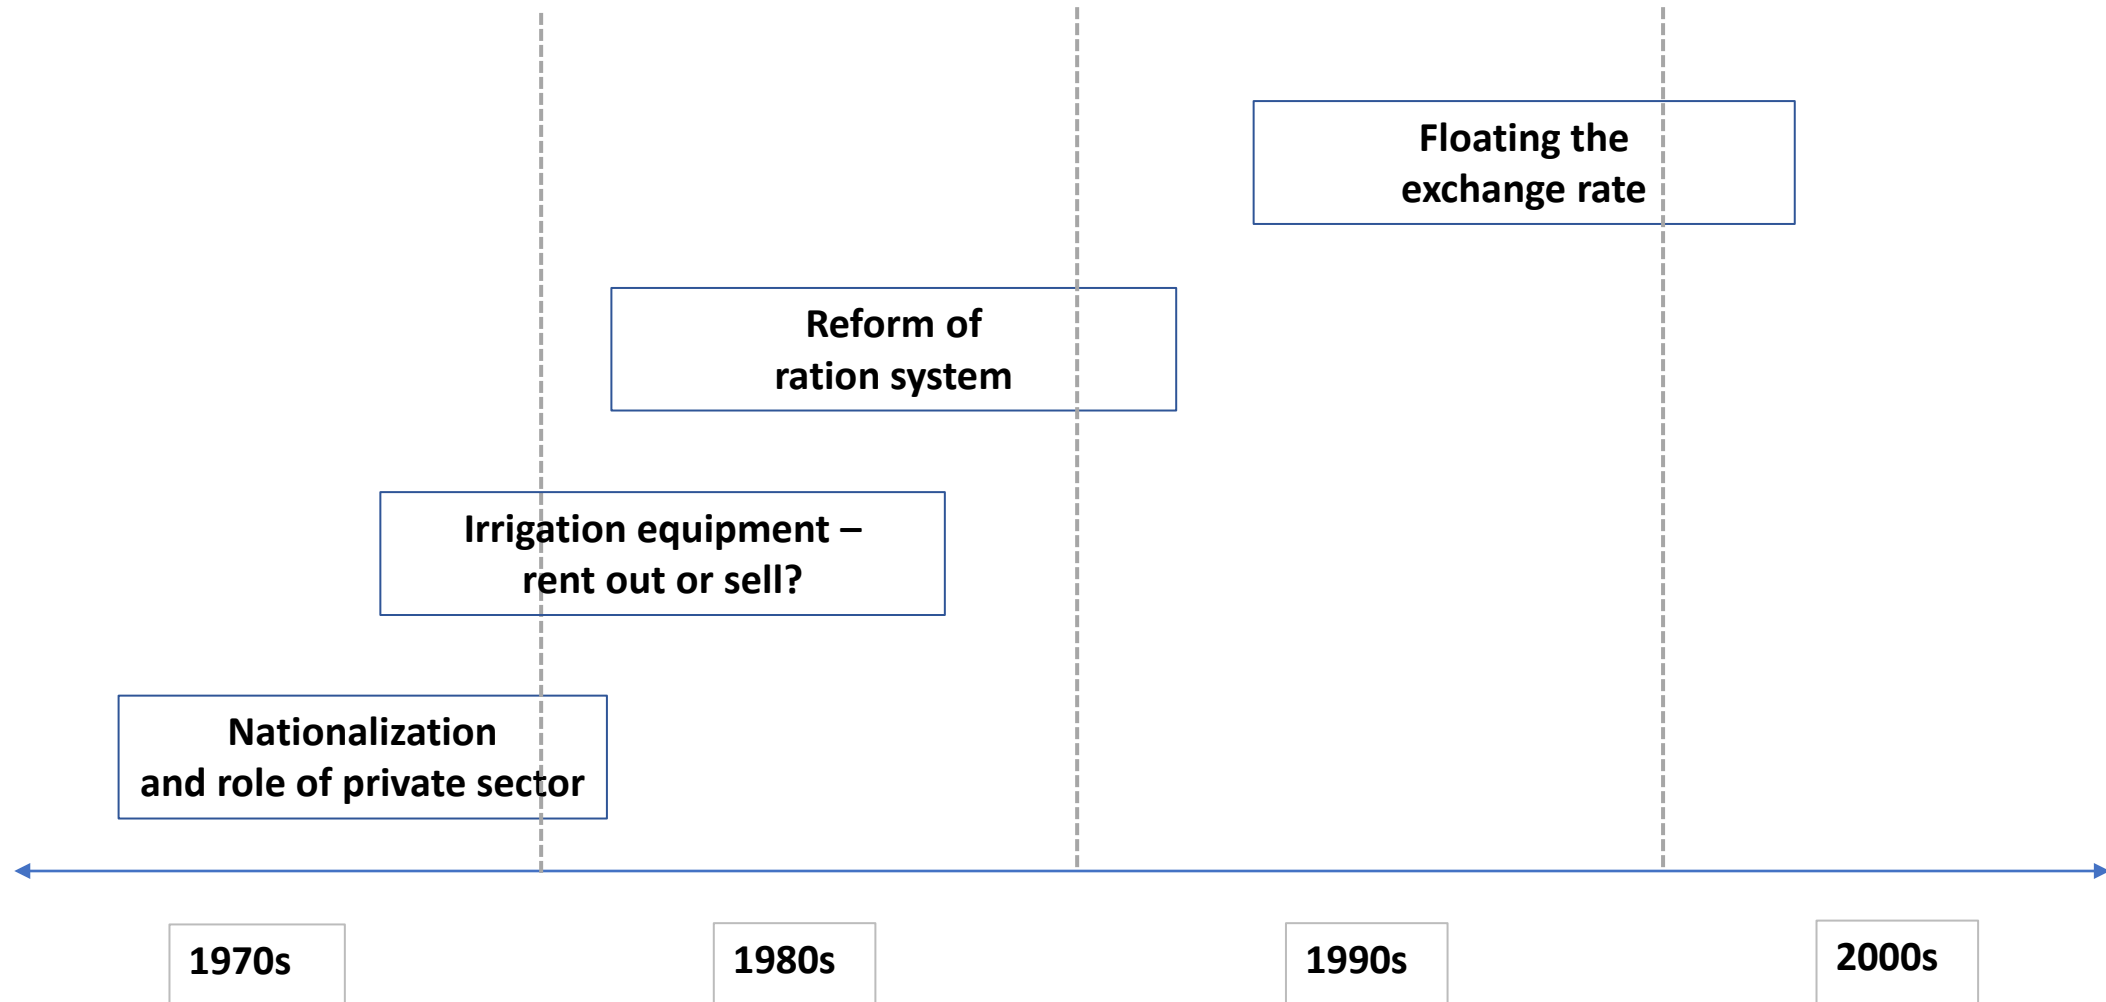 Floating the
exchange rate
Reform of
ration system
Irrigation equipment –
rent out or sell?
Nationalization
and role of private sector
1970s
1980s
1990s
2000s